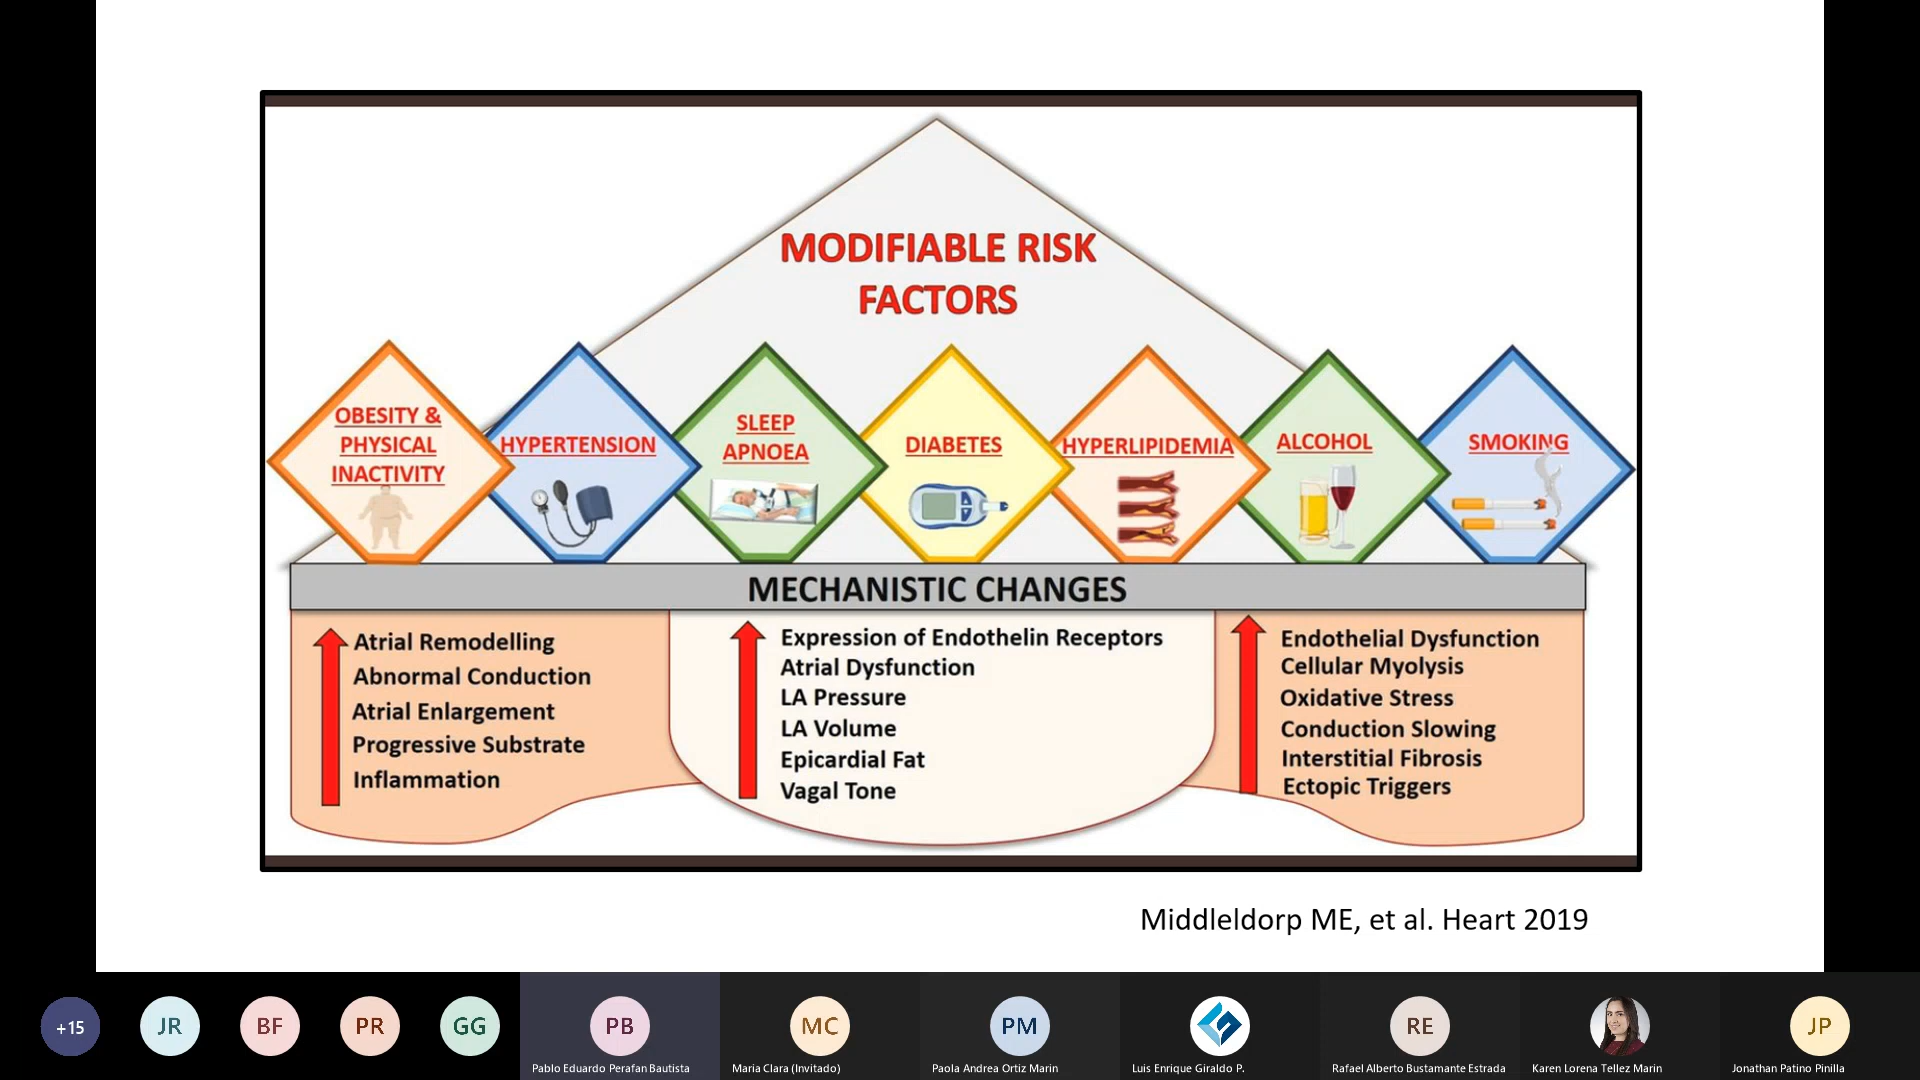 MODIFIABLE RISK
FACTORS
OBESITY &
PHYSICAL
INACTIVITY
HYPERTENSION
SLEEP
APNOEA
DIABETES
HYPERLIPIDEMIA
ALCOHOL
SMOKING
MECHANISTIC CHANGES
Atrial Remodelling
Abnormal Conduction
Atrial Enlargement
Progressive Substrate
Inflammation
Expression of Endothelin Receptors
Atrial Dysfunction
LA Pressure
LA Volume
Epicardial Fat
Vagal Tone
Endothelial Dysfunction
Cellular Myolysis
Oxidative Stress
Conduction Slowing
Interstitial Fibrosis
Ectopic Triggers
Middleldorp ME, et al. Heart 2019
+15
JR
BF
PR
GG
PB
Pablo Eduardo Perafan Bautista
MC
Maria Clara (Invitado)
PM
Paola Andrea Ortiz Marin
Luis Enrique Giraldo P.
RE
Rafael Alberto Bustamante Estrada
Karen Lorena Tellez Marin
JP
Jonathan Patino Pinilla